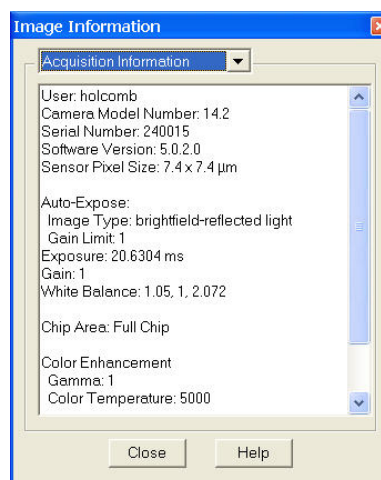 Image Information
Acquisition Information
User: holcomb
Camera Model Number: 14.2
Serial Number: 240015
Software Version: 5.0.2.0
Sensor Pixel Size: 7.4 x 7.4 µm
Auto-Expose:
Image Type: brightfield-reflected light
Gain Limit: 1
Exposure: 20.6304 ms
Gain: 1
White Balance: 1.05, 1, 2.072
Chip Area: Full Chip
Color Enhancement
Gamma: 1
Color Temperature: 5000
Close
Help